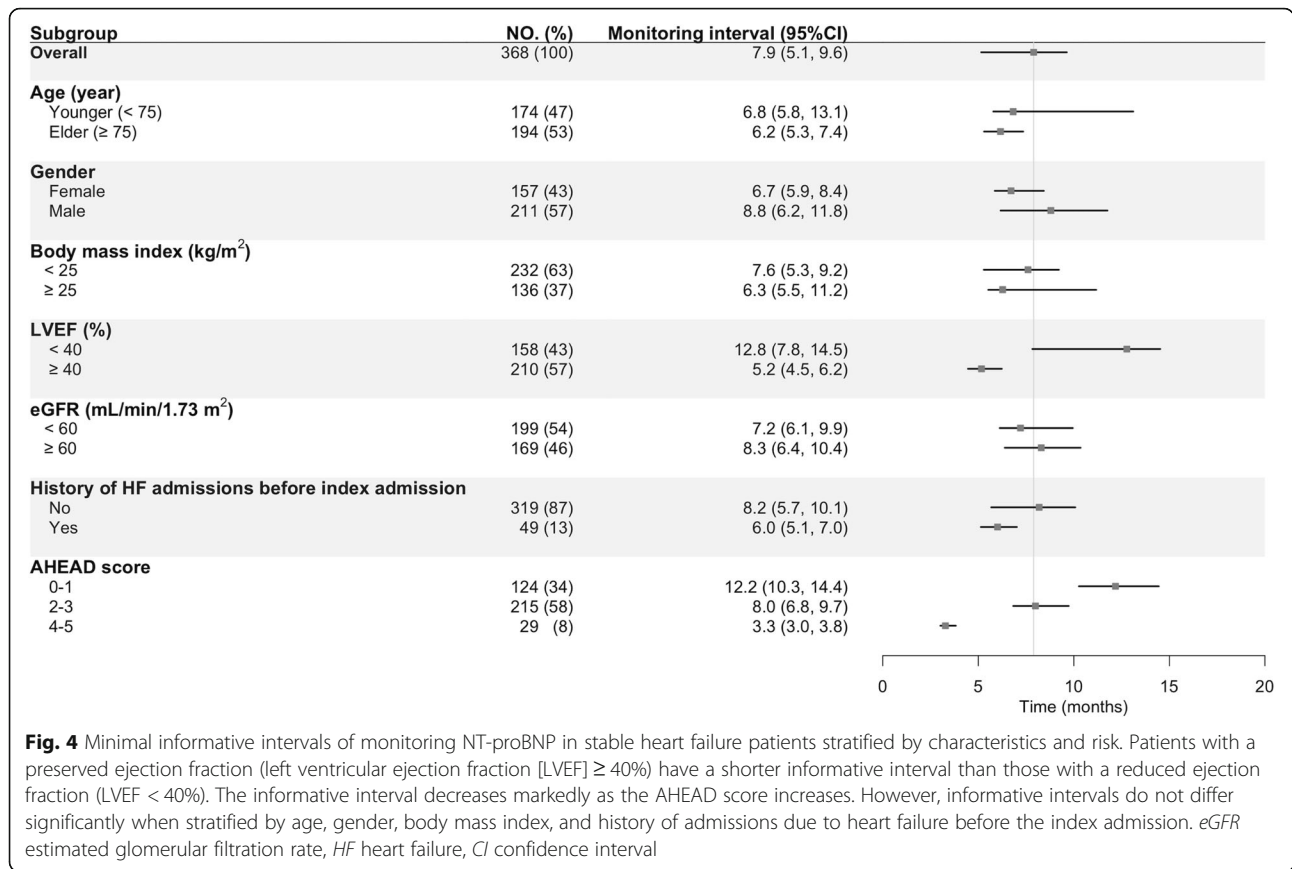 Subgroup NO. (%) Monitoring interval (95%CI)
Overall 368 (100) 7.9 (5.1, 9.6)
Age (year)
Younger (< 75) 174 (47) 6.8 (5.8, 13.1)
Elder (≥ 75) 194 (53) 6.2 (5.3, 7.4)
Gender
Female 157 (43) 6.7 (5.9, 8.4)
Male 211 (57) 8.8 (6.2, 11.8)
Body mass index (kg/m²)
< 25 232 (63) 7.6 (5.3, 9.2)
≥ 25 136 (37) 6.3 (5.5, 11.2)
LVEF (%)
< 40 158 (43) 12.8 (7.8, 14.5)
≥ 40 210 (57) 5.2 (4.5, 6.2)
eGFR (mL/min/1.73 m²)
< 60 199 (54) 7.2 (6.1, 9.9)
≥ 60 169 (46) 8.3 (6.4, 10.4)
History of HF admissions before index admission
No 319 (87) 8.2 (5.7, 10.1)
Yes 49 (13) 6.0 (5.1, 7.0)
AHEAD score
0-1 124 (34) 12.2 (10.3, 14.4)
2-3 215 (58) 8.0 (6.8, 9.7)
4-5 29 (8) 3.3 (3.0, 3.8)
0 5 10 15 20
Time (months)
Fig. 4 Minimal informative intervals of monitoring NT-proBNP in stable heart failure patients stratified by characteristics and risk. Patients with a
preserved ejection fraction (left ventricular ejection fraction [LVEF] ≥ 40%) have a shorter informative interval than those with a reduced ejection
fraction (LVEF < 40%). The informative interval decreases markedly as the AHEAD score increases. However, informative intervals do not differ
significantly when stratified by age, gender, body mass index, and history of admissions due to heart failure before the index admission. eGFR
estimated glomerular filtration rate, HF heart failure, CI confidence interval